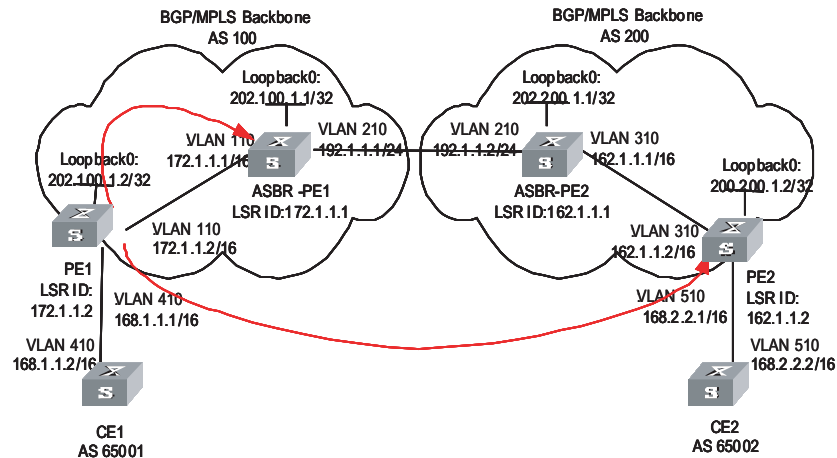 BGP/MPLS Backbone
AS 100
BGP/MPLS Backbone
AS 200
Loopback0:
202.100.1.1/32
Loopback0:
202.200.1.1/32
VLAN 110
172.1.1.1/16
VLAN 210
192.1.1.1/24
VLAN 210
192.1.1.2/24
VLAN 310
162.1.1.1/16
Loopback0:
202.100.1.2/32
Loopback0:
200.200.1.2/32
ASBR-PE1
LSR ID:172.1.1.1
ASBR-PE2
LSR ID:162.1.1.1
VLAN 110
172.1.1.2/16
VLAN 310
162.1.1.2/16
PE1
LSR ID:
172.1.1.2
VLAN 410
168.1.1.1/16
VLAN 510
168.2.2.1/16
PE2
LSR ID:
162.1.1.2
VLAN 410
168.1.1.2/16
VLAN 510
168.2.2.2/16
CE1
AS 65001
CE2
AS 65002
S
S
S
S
S
S